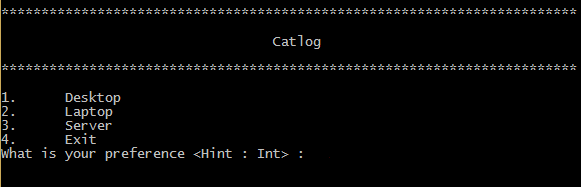 ************************************************************************
Catlog
************************************************************************
1. Desktop
2. Laptop
3. Server
4. Exit
What is your preference <Hint : Int> :